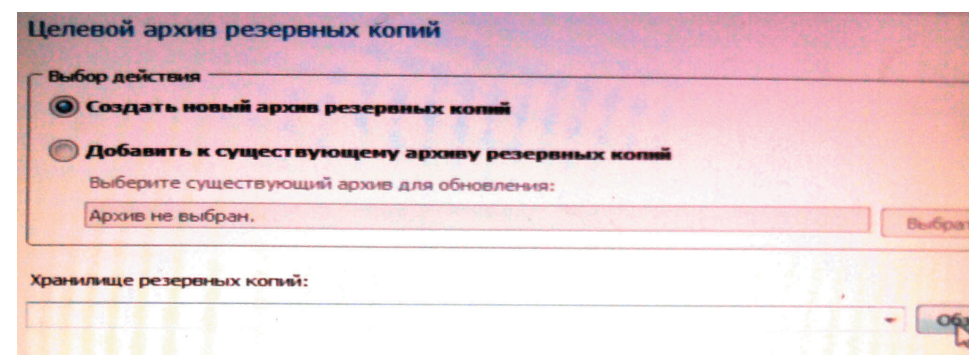 Целевой архив резервных копий
Выбор действия
Создать новый архив резервных копий
Добавить к существующему архиву резервных копий
Выберите существующий архив для обновления:
Архив не выбран.
Хранилище резервных копий: